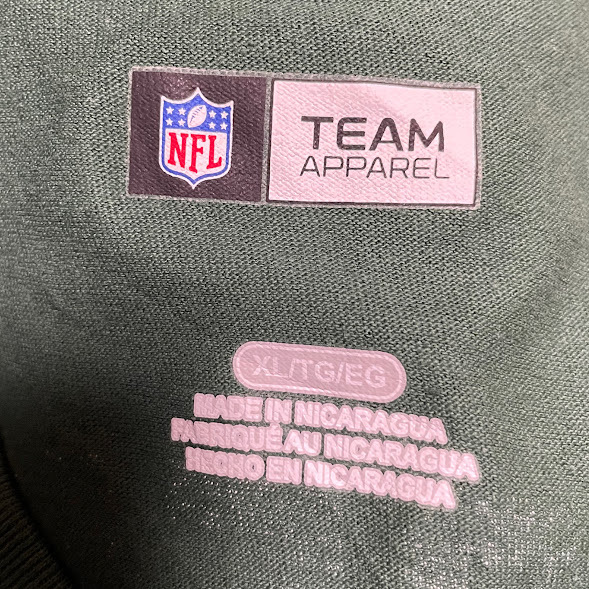 NFL
TEAM
APPAREL
XL/TG/EG
MADE IN NICARAGUA
FABRIQUÉ AU NICARAGUA
HECHO EN NICARAGUA